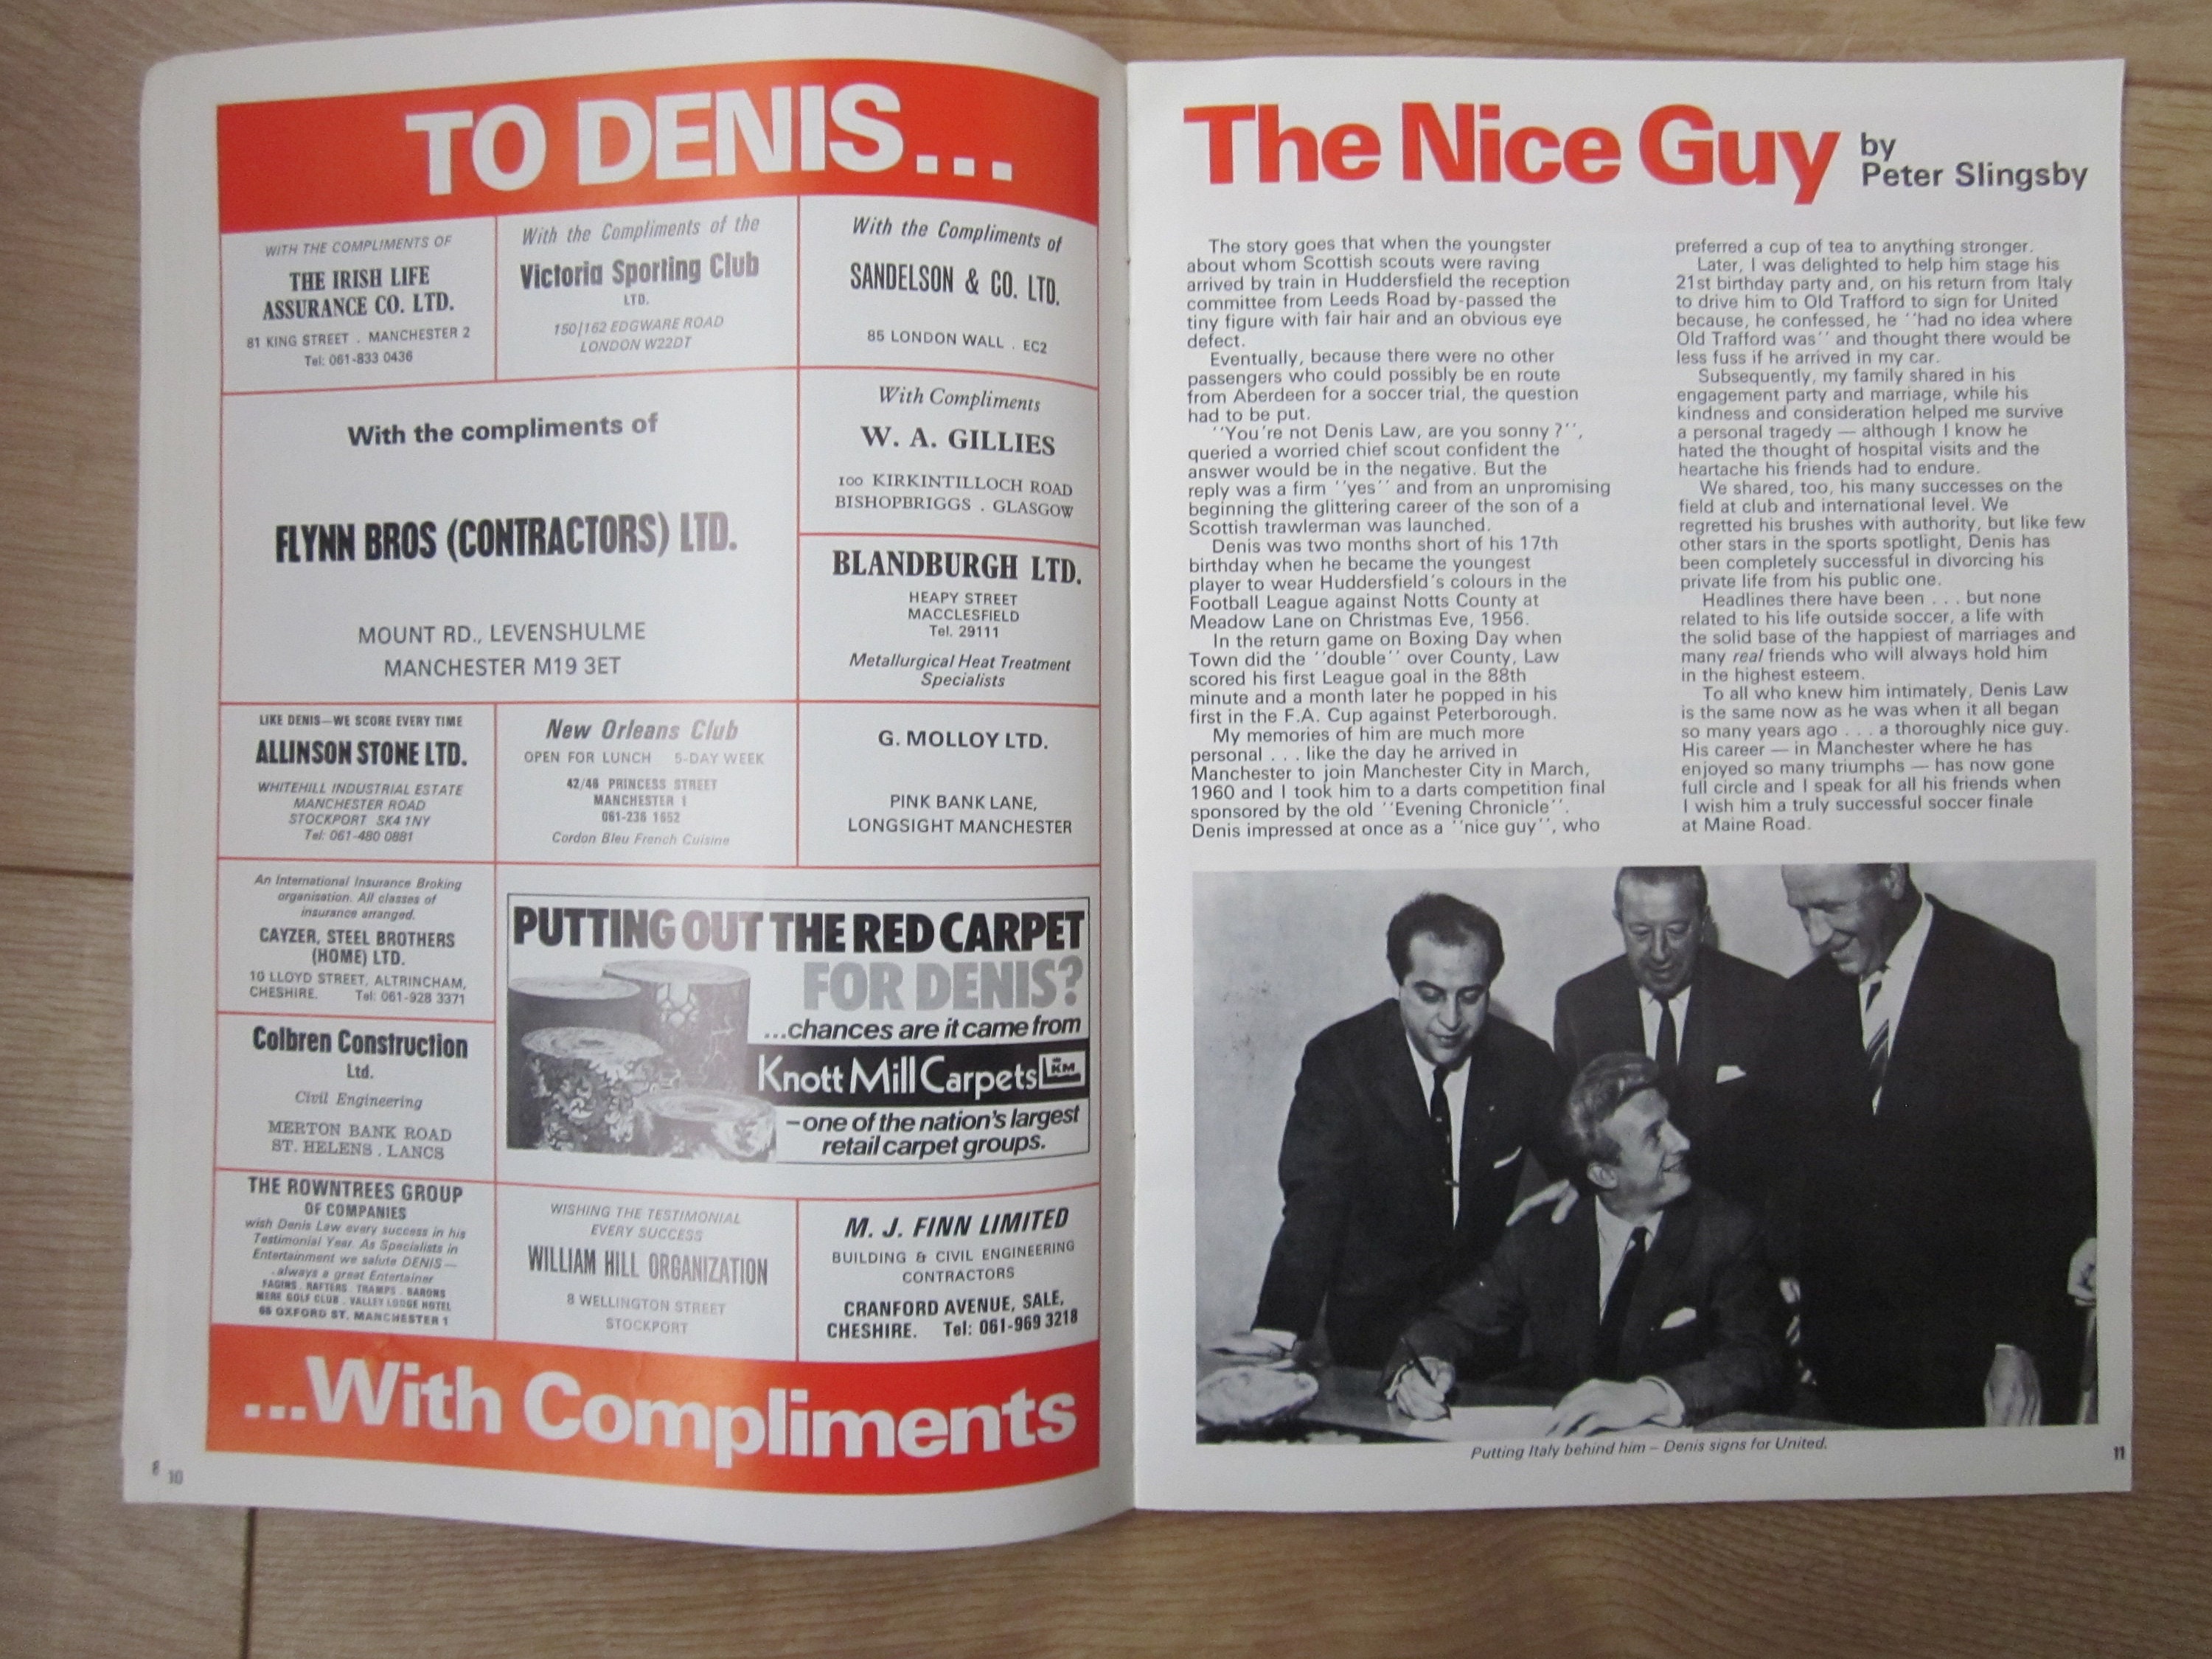 TO DENIS...
WITH THE COMPLIMENTS OF
THE IRISH LIFE
ASSURANCE CO. LTD.
81 KING STREET . MANCHESTER 2
Tel: 061-833 0436
With the Compliments of the
Victoria Sporting Club
LTD.
150/162 EDGWARE ROAD
LONDON W22DT
With the Compliments of
SANDELSON & CO. LTD.
85 LONDON WALL . EC2
With the compliments of
FLYNN BROS (CONTRACTORS) LTD.
MOUNT RD., LEVENSHULME
MANCHESTER M19 3ET
With Compliments
W. A. GILLIES
100 KIRKINTILLOCH ROAD
BISHOPBRIGGS . GLASGOW
BLANDBURGH LTD.
HEAPY STREET
MACCLESFIELD
Tel. 29111
Metallurgical Heat Treatment
Specialists
LIKE DENIS—WE SCORE EVERY TIME
ALLINSON STONE LTD.
WHITEHILL INDUSTRIAL ESTATE
MANCHESTER ROAD
STOCKPORT SK4 1NY
Tel: 061-480 0881
New Orleans Club
OPEN FOR LUNCH 5-DAY WEEK
42/46 PRINCESS STREET
MANCHESTER 1
061-236 1652
Cordon Bleu French Cuisine
G. MOLLOY LTD.
PINK BANK LANE,
LONGSIGHT MANCHESTER
An International Insurance Broking
organisation. All classes of
insurance arranged.
CAYZER, STEEL BROTHERS
(HOME) LTD.
10 LLOYD STREET, ALTRINCHAM,
CHESHIRE. Tel: 061-928 3371
PUTTING OUT THE RED CARPET
FOR DENIS?
...chances are it came from
Knott Mill Carpets KM
–one of the nation's largest
retail carpet groups.
Colbren Construction
Ltd.
Civil Engineering
MERTON BANK ROAD
ST. HELENS . LANCS
THE ROWNTREES GROUP
OF COMPANIES
wish Denis Law every success in his
Testimonial Year. As Specialists in
Entertainment we salute DENIS—
.always a great Entertainer
FAGINS . RAFTERS . TRAMPS . BARONS
MERE GOLF CLUB . VALLEY LODGE HOTEL
65 OXFORD ST. MANCHESTER 1
WISHING THE TESTIMONIAL
EVERY SUCCESS
WILLIAM HILL ORGANIZATION
8 WELLINGTON STREET
STOCKPORT
M. J. FINN LIMITED
BUILDING & CIVIL ENGINEERING
CONTRACTORS
CRANFORD AVENUE, SALE,
CHESHIRE. Tel: 061-969 3218
...With Compliments
8 10
The Nice Guy by
Peter Slingsby
The story goes that when the youngster
about whom Scottish scouts were raving
arrived by train in Huddersfield the reception
committee from Leeds Road by-passed the
tiny figure with fair hair and an obvious eye
defect.
Eventually, because there were no other
passengers who could possibly be en route
from Aberdeen for a soccer trial, the question
had to be put.
''You're not Denis Law, are you sonny ?'',
queried a worried chief scout confident the
answer would be in the negative. But the
reply was a firm ''yes'' and from an unpromising
beginning the glittering career of the son of a
Scottish trawlerman was launched.
Denis was two months short of his 17th
birthday when he became the youngest
player to wear Huddersfield's colours in the
Football League against Notts County at
Meadow Lane on Christmas Eve, 1956.
In the return game on Boxing Day when
Town did the ''double'' over County, Law
scored his first League goal in the 88th
minute and a month later he popped in his
first in the F.A. Cup against Peterborough.
My memories of him are much more
personal . . . like the day he arrived in
Manchester to join Manchester City in March,
1960 and I took him to a darts competition final
sponsored by the old ''Evening Chronicle''.
Denis impressed at once as a ''nice guy'', who
preferred a cup of tea to anything stronger.
Later, I was delighted to help him stage his
21st birthday party and, on his return from Italy
to drive him to Old Trafford to sign for United
because, he confessed, he ''had no idea where
Old Trafford was'' and thought there would be
less fuss if he arrived in my car.
Subsequently, my family shared in his
engagement party and marriage, while his
kindness and consideration helped me survive
a personal tragedy — although I know he
hated the thought of hospital visits and the
heartache his friends had to endure.
We shared, too, his many successes on the
field at club and international level. We
regretted his brushes with authority, but like few
other stars in the sports spotlight, Denis has
been completely successful in divorcing his
private life from his public one.
Headlines there have been . . . but none
related to his life outside soccer, a life with
the solid base of the happiest of marriages and
many real friends who will always hold him
in the highest esteem.
To all who knew him intimately, Denis Law
is the same now as he was when it all began
so many years ago . . . a thoroughly nice guy.
His career — in Manchester where he has
enjoyed so many triumphs — has now gone
full circle and I speak for all his friends when
I wish him a truly successful soccer finale
at Maine Road.
Putting Italy behind him – Denis signs for United.
11